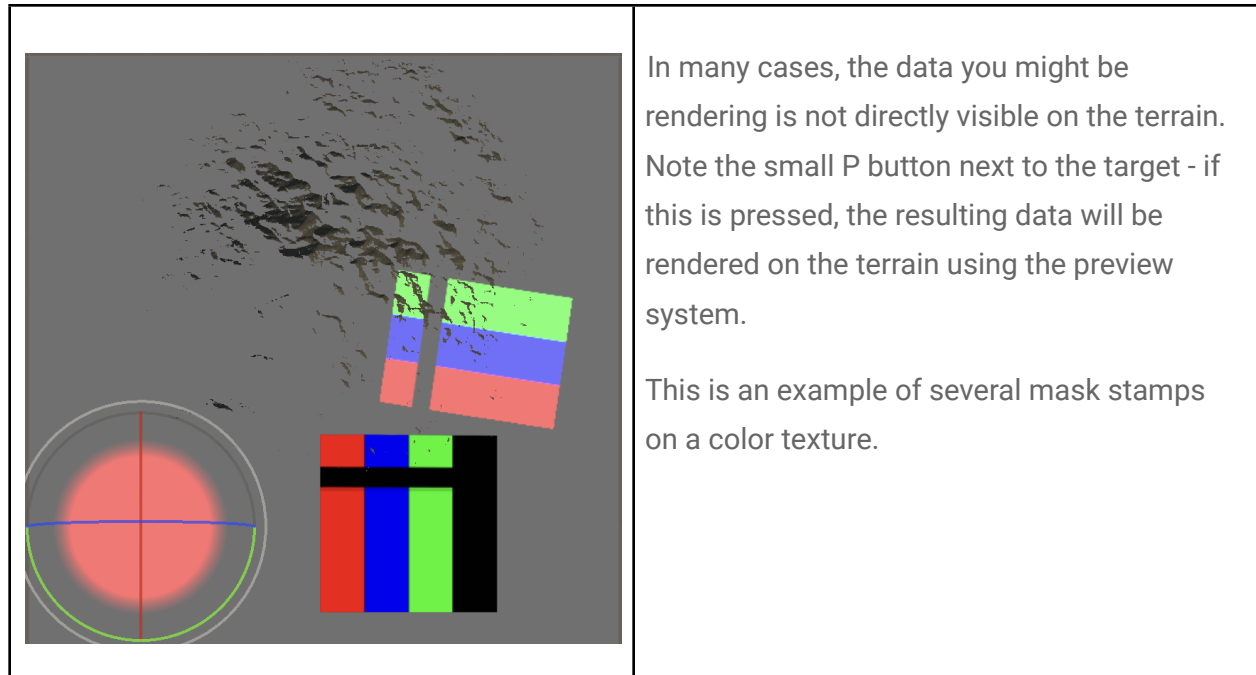 In many cases, the data you might be
rendering is not directly visible on the terrain.
Note the small P button next to the target - if
this is pressed, the resulting data will be
rendered on the terrain using the preview
system.
This is an example of several mask stamps
on a color texture.